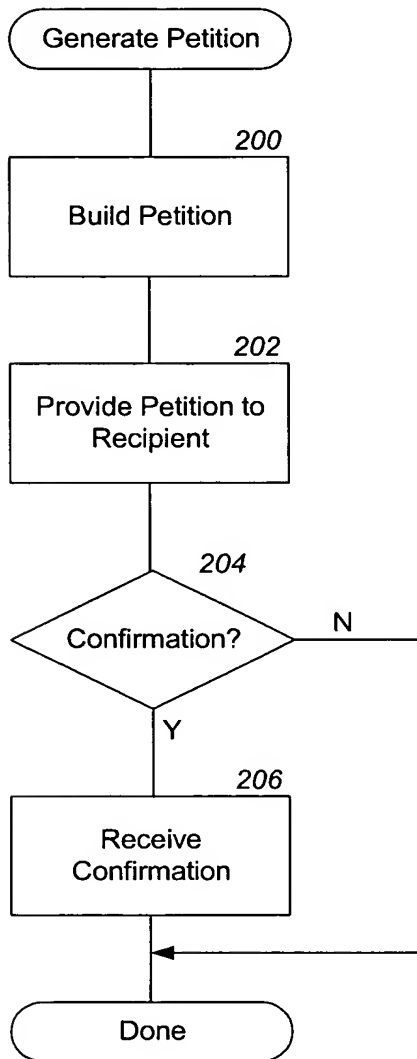 Generate Petition
200
Build Petition
202
Provide Petition to
Recipient
204
Confirmation?
N
Y
206
Receive
Confirmation
Done